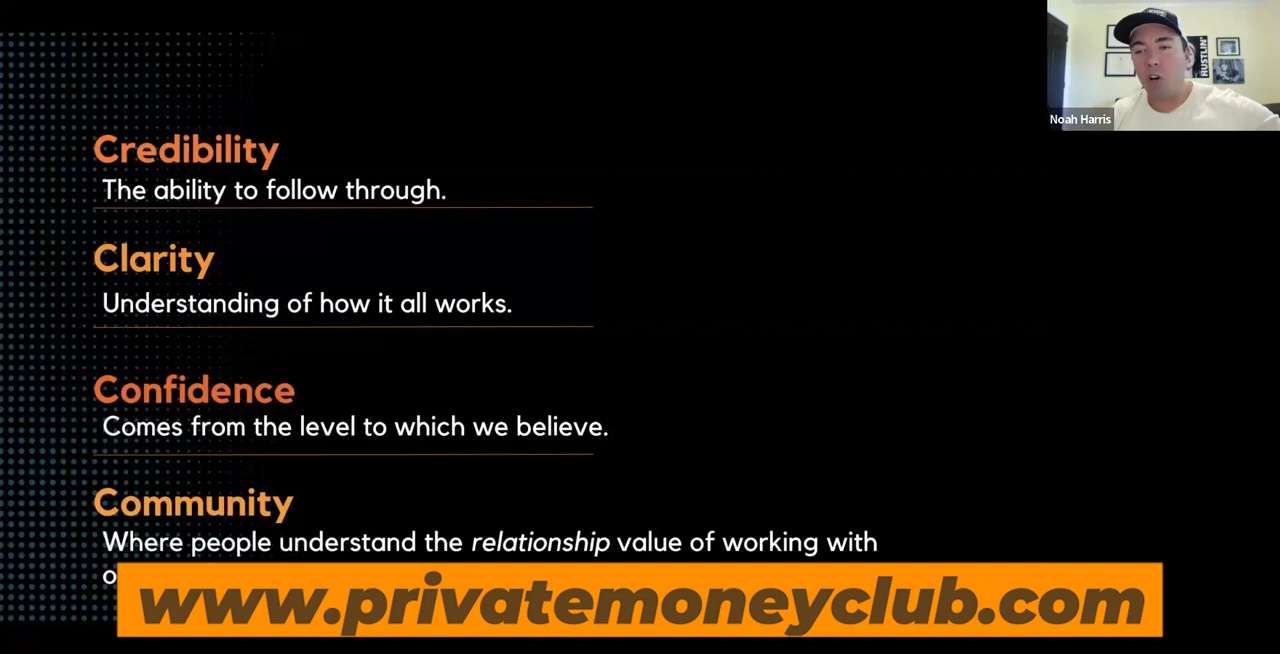 Credibility
The ability to follow through.
Clarity
Understanding of how it all works.
Confidence
Comes from the level to which we believe.
Community
Where people understand the relationship value of working with
www.privatemoneyclub.com
Noah Harris
HUSTLIN'